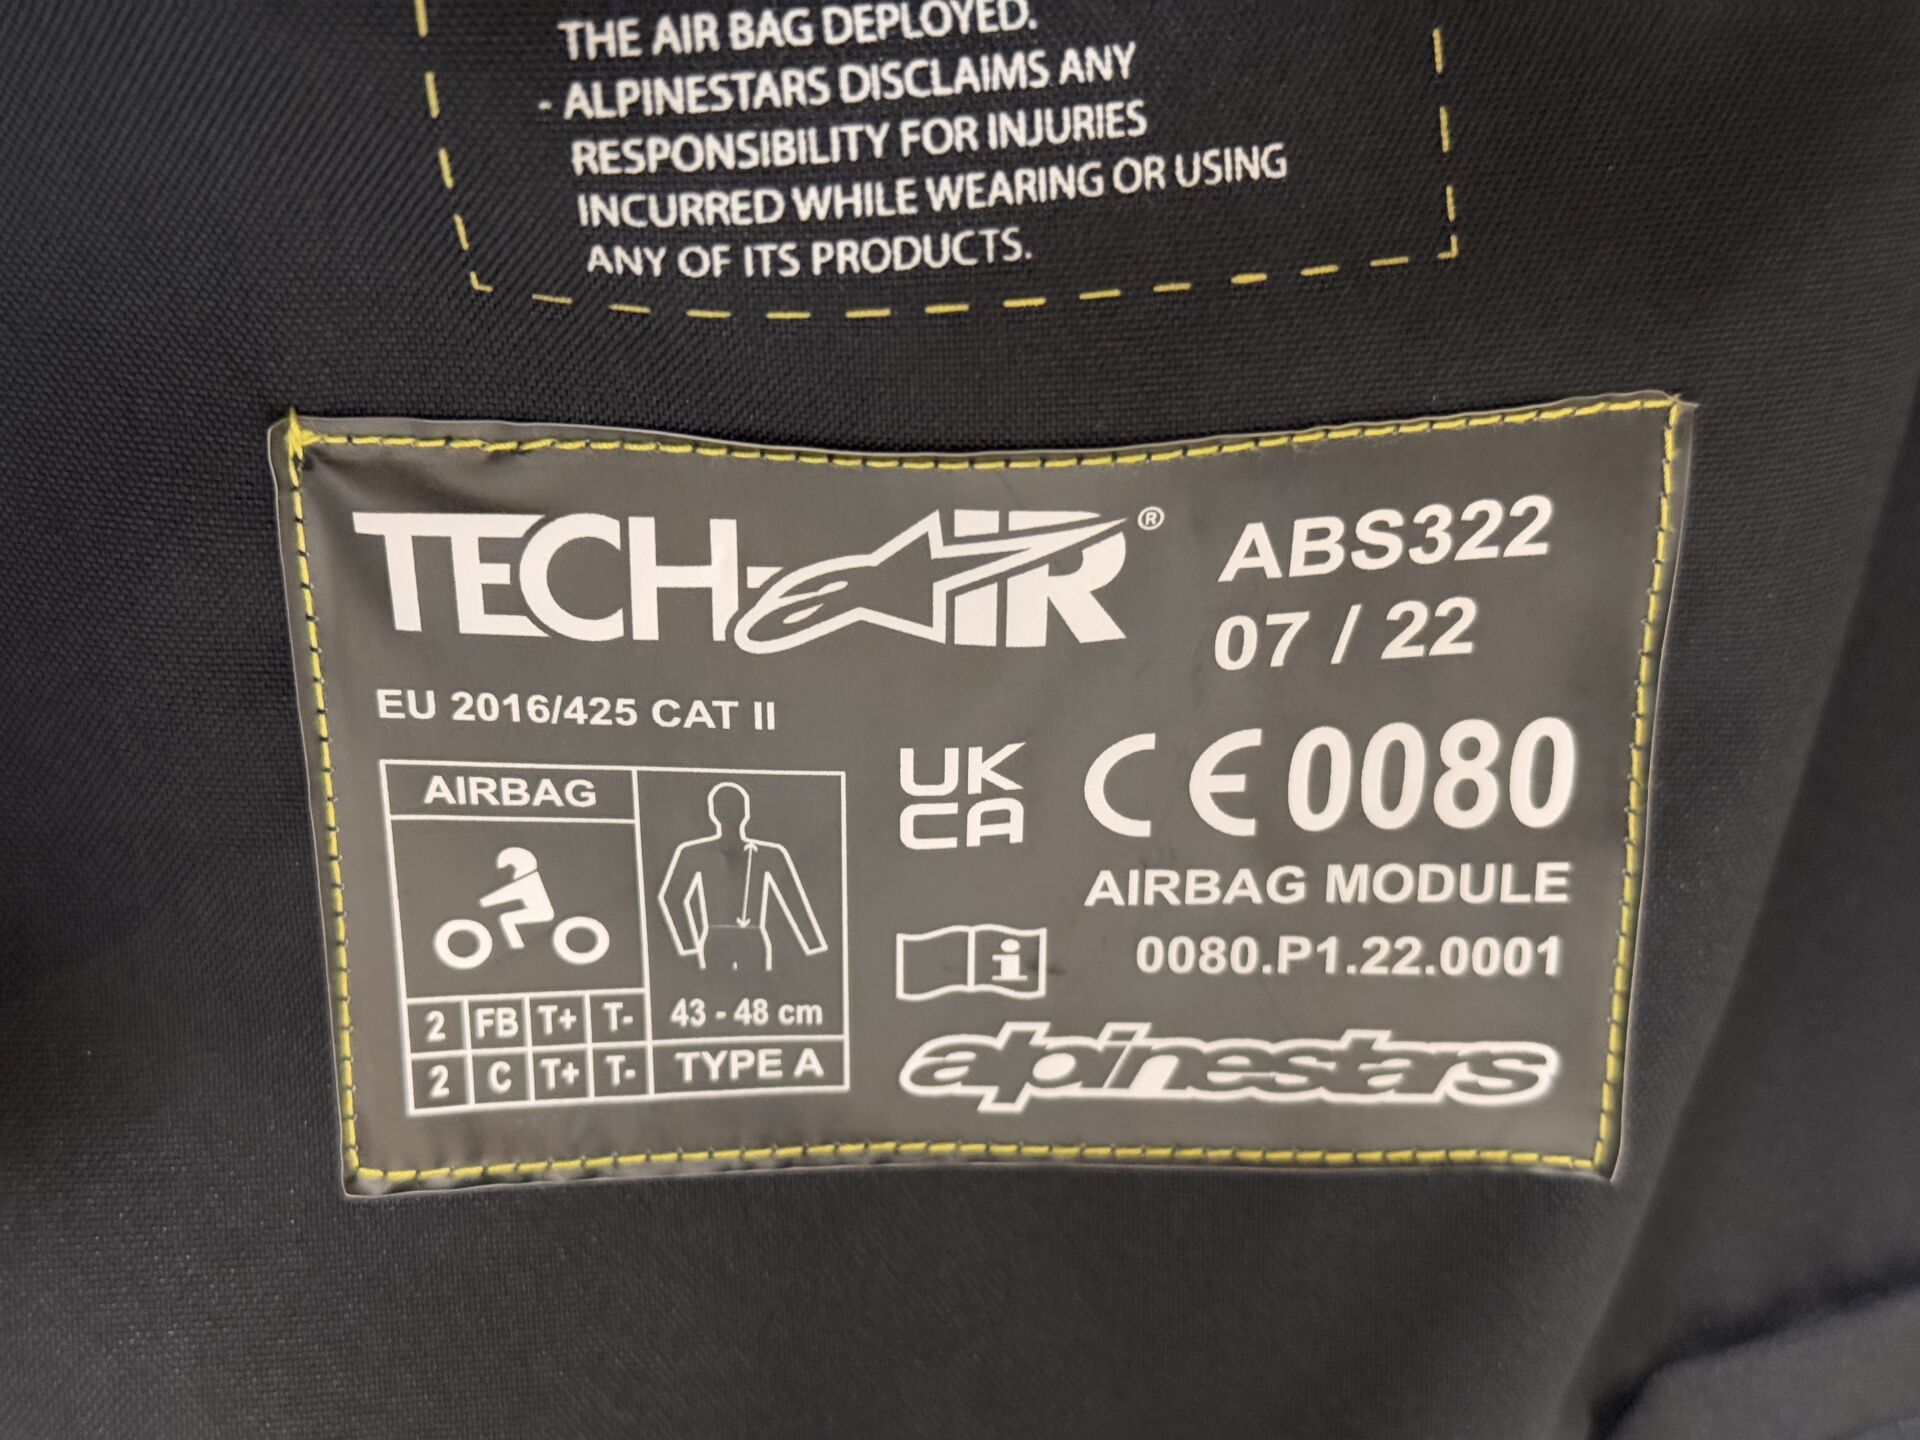 THE AIR BAG DEPLOYED.
- ALPINESTARS DISCLAIMS ANY
RESPONSIBILITY FOR INJURIES
INCURRED WHILE WEARING OR USING
ANY OF ITS PRODUCTS.
TECH-AIR®
ABS322
07 / 22
EU 2016/425 CAT II
AIRBAG
2 FB T+ T-
2 C T+ T-
43 - 48 cm
TYPE A
UK
CA
CE0080
AIRBAG MODULE
i
0080.P1.22.0001
alpinestars